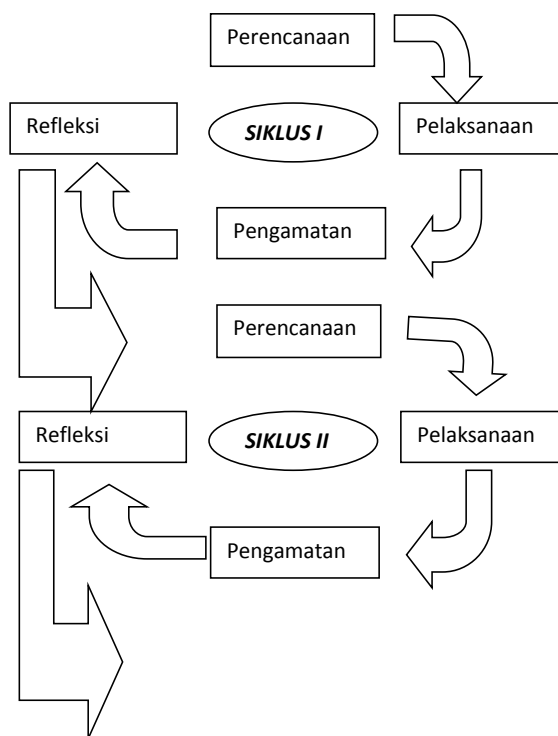 Perencanaan
Refleksi
SIKLUS I
Pelaksanaan
Pengamatan
Perencanaan
Refleksi
SIKLUS II
Pelaksanaan
Pengamatan